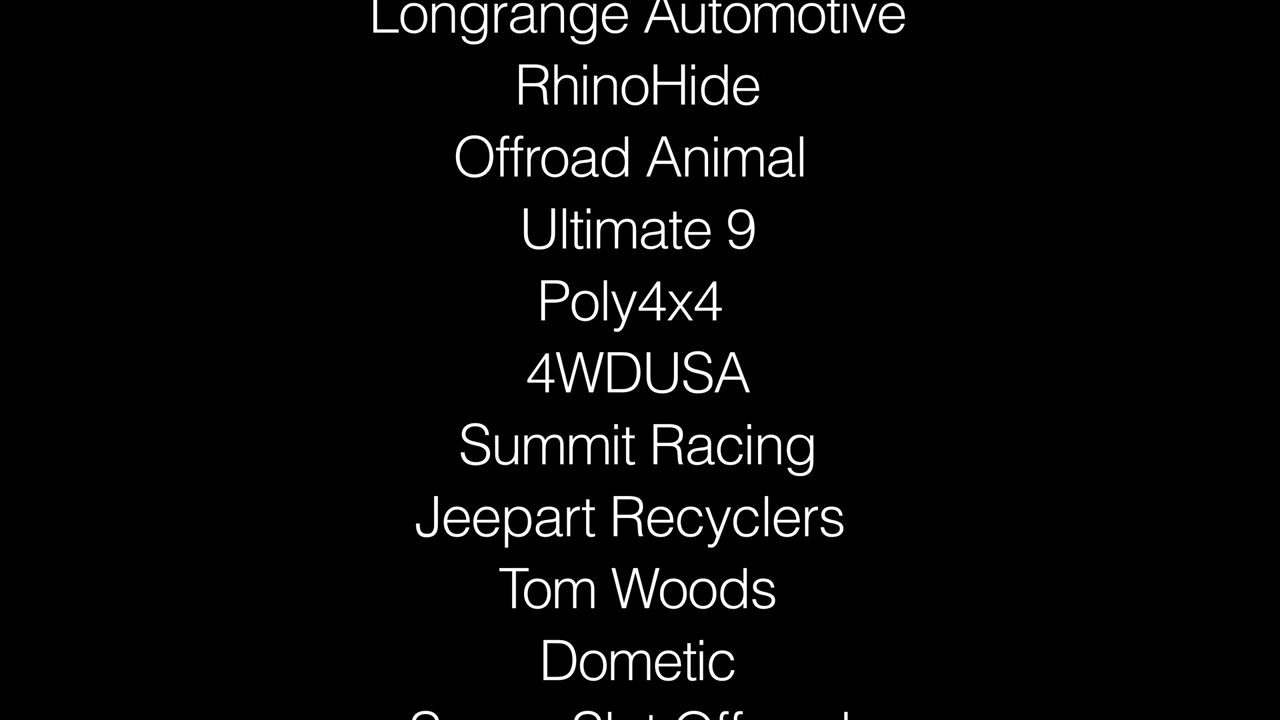 Longrange Automotive
RhinoHide
Offroad Animal
Ultimate 9
Poly4x4
4WDUSA
Summit Racing
Jeepart Recyclers
Tom Woods
Dometic